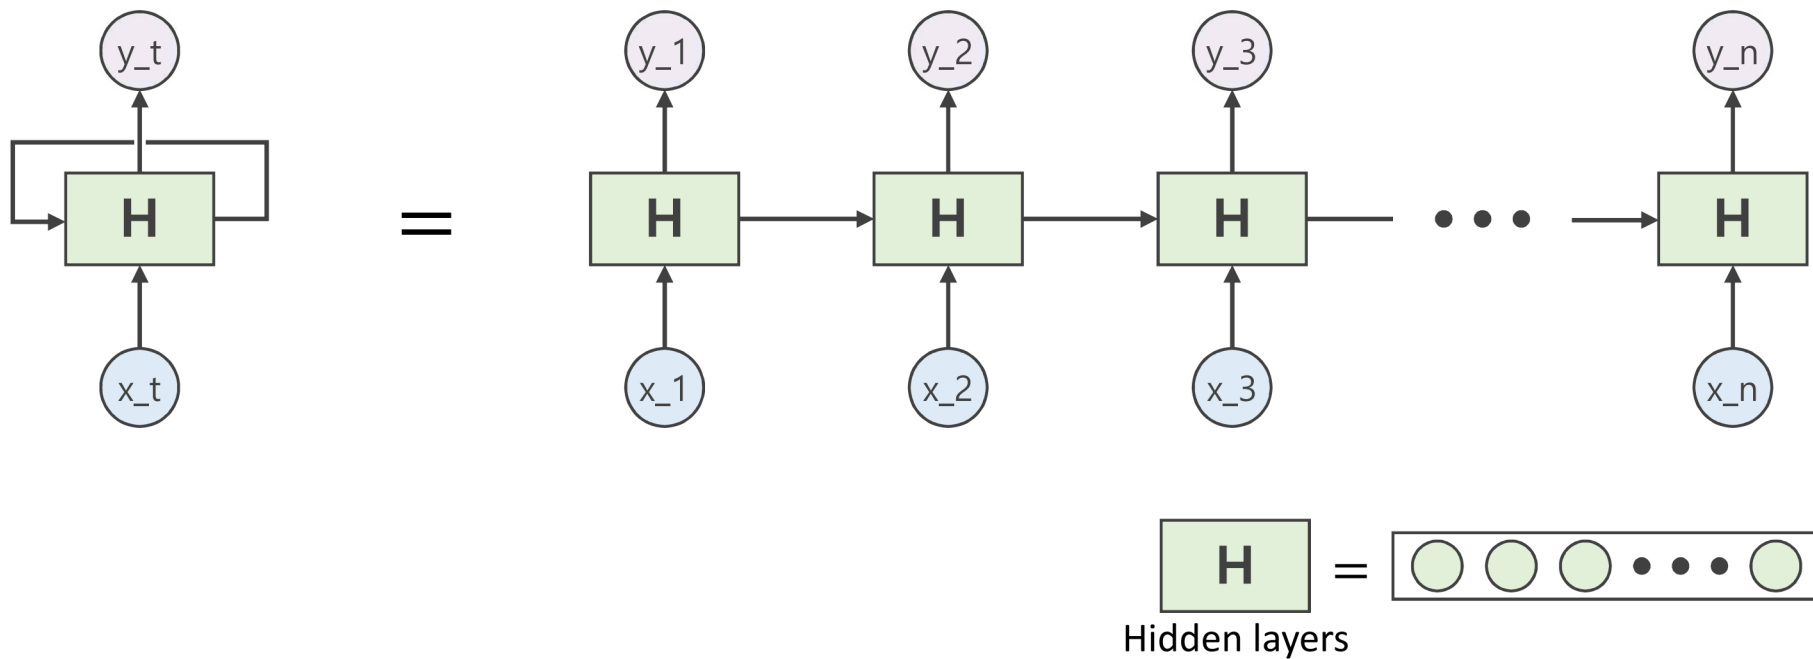 y_t y_1 y_2 y_3 y_n
H = H H H • • • H
x_t x_1 x_2 x_3 x_n
H = • • •
Hidden layers